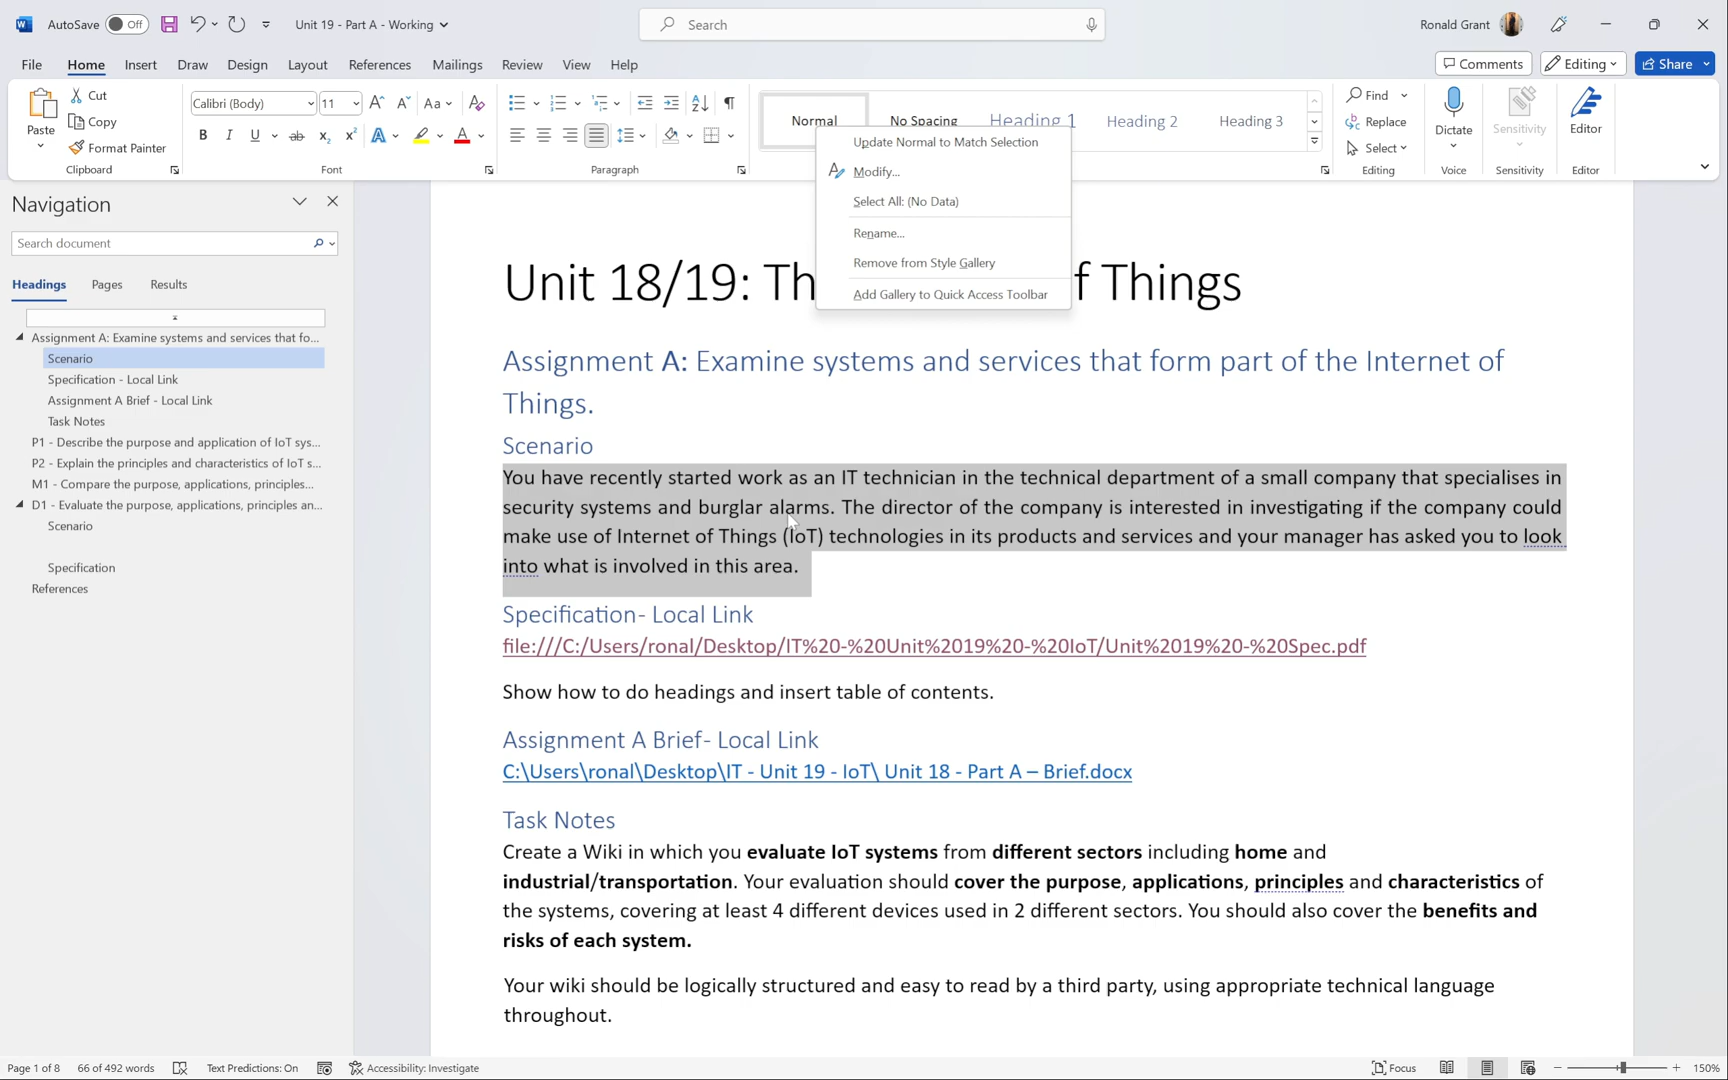 AutoSave Off
Unit 19 - Part A - Working
Search
Ronald Grant
File Home Insert Draw Design Layout References Mailings Review View Help
Comments Editing Share
Paste
Cut
Copy
Format Painter
Clipboard
Calibri (Body) 11
Font
Paragraph
Normal No Spacing Heading 1 Heading 2 Heading 3
Find
Replace
Select
Editing
Dictate
Voice
Sensitivity
Sensitivity
Editor
Editor
Update Normal to Match Selection
Modify...
Select All: (No Data)
Rename...
Remove from Style Gallery
Add Gallery to Quick Access Toolbar
Navigation
Search document
Headings Pages Results
Assignment A: Examine systems and services that fo...
Scenario
Specification - Local Link
Assignment A Brief - Local Link
Task Notes
P1 - Describe the purpose and application of IoT sys...
P2 - Explain the principles and characteristics of IoT s...
M1 - Compare the purpose, applications, principles...
D1 - Evaluate the purpose, applications, principles an...
Scenario
Specification
References
Unit 18/19: Th f Things
Assignment A: Examine systems and services that form part of the Internet of
Things.
Scenario
You have recently started work as an IT technician in the technical department of a small company that specialises in
security systems and burglar alarms. The director of the company is interested in investigating if the company could
make use of Internet of Things (IoT) technologies in its products and services and your manager has asked you to look
into what is involved in this area.
Specification- Local Link
file:///C:/Users/ronal/Desktop/IT%20-%20Unit%2019%20-%20IoT/Unit%2019%20-%20Spec.pdf
Show how to do headings and insert table of contents.
Assignment A Brief- Local Link
C:\Users\ronal\Desktop\IT - Unit 19 - IoT\ Unit 18 - Part A – Brief.docx
Task Notes
Create a Wiki in which you evaluate IoT systems from different sectors including home and
industrial/transportation. Your evaluation should cover the purpose, applications, principles and characteristics of
the systems, covering at least 4 different devices used in 2 different sectors. You should also cover the benefits and
risks of each system.
Your wiki should be logically structured and easy to read by a third party, using appropriate technical language
throughout.
Page 1 of 8 66 of 492 words Text Predictions: On Accessibility: Investigate Focus 150%